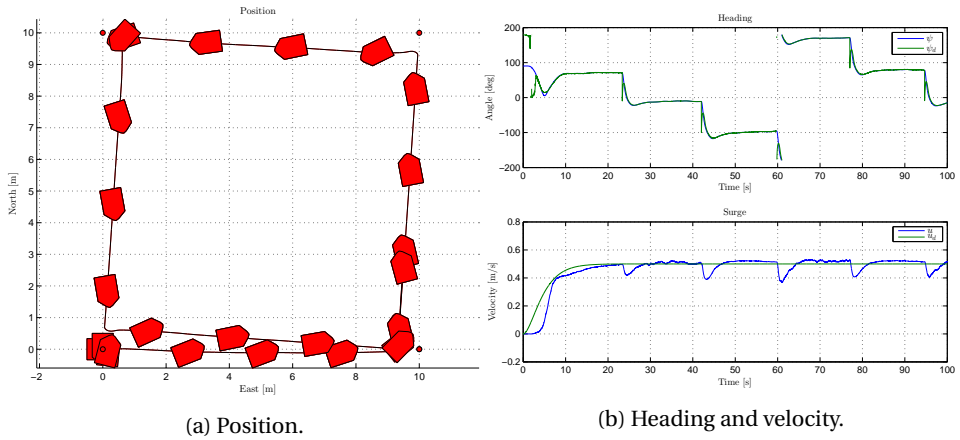 Position
10
9
8
7
6
5
4
3
2
1
0
North [m]
−2 0 2 4 6 8 10
East [m]
(a) Position.
Heading
200
100
0
−100
−200
Angle [deg]
ψ
ψd
0 10 20 30 40 50 60 70 80 90 100
Time [s]
Surge
0.8
0.6
0.4
0.2
0
−0.2
Velocity [m/s]
u
ud
0 10 20 30 40 50 60 70 80 90 100
Time [s]
(b) Heading and velocity.